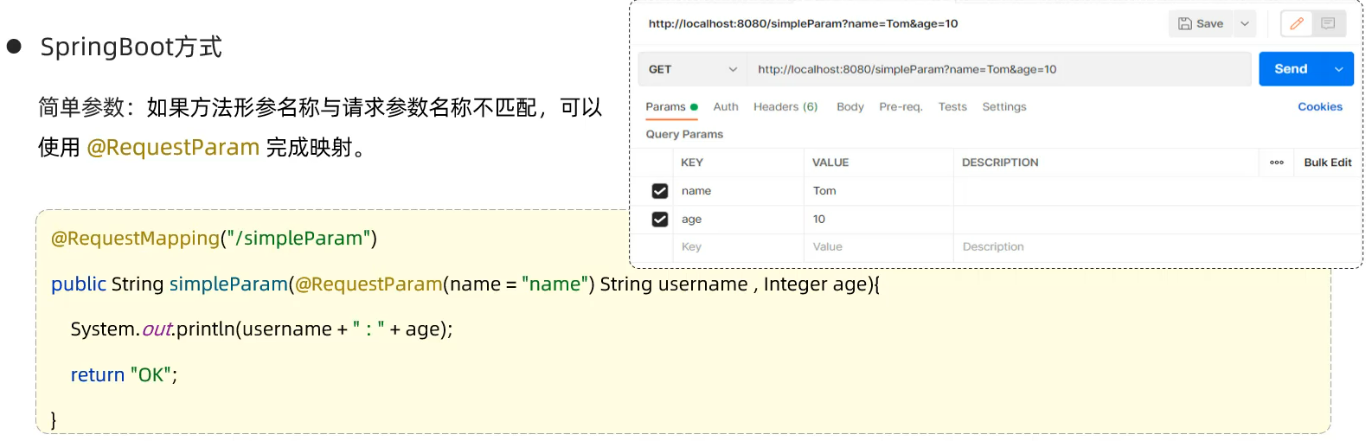 SpringBoot方式
简单参数：如果方法形参名称与请求参数名称不匹配，可以
使用 @RequestParam 完成映射。
http://localhost:8080/simpleParam?name=Tom&age=10
Save
GET
http://localhost:8080/simpleParam?name=Tom&age=10
Send
Params Auth Headers (6) Body Pre-req. Tests Settings Cookies
Query Params
KEY VALUE DESCRIPTION ooo Bulk Edit
name Tom
age 10
Key Value Description
@RequestMapping("/simpleParam")
public String simpleParam(@RequestParam(name = "name") String username , Integer age){
System.out.println(username + " : " + age);
return "OK";
}